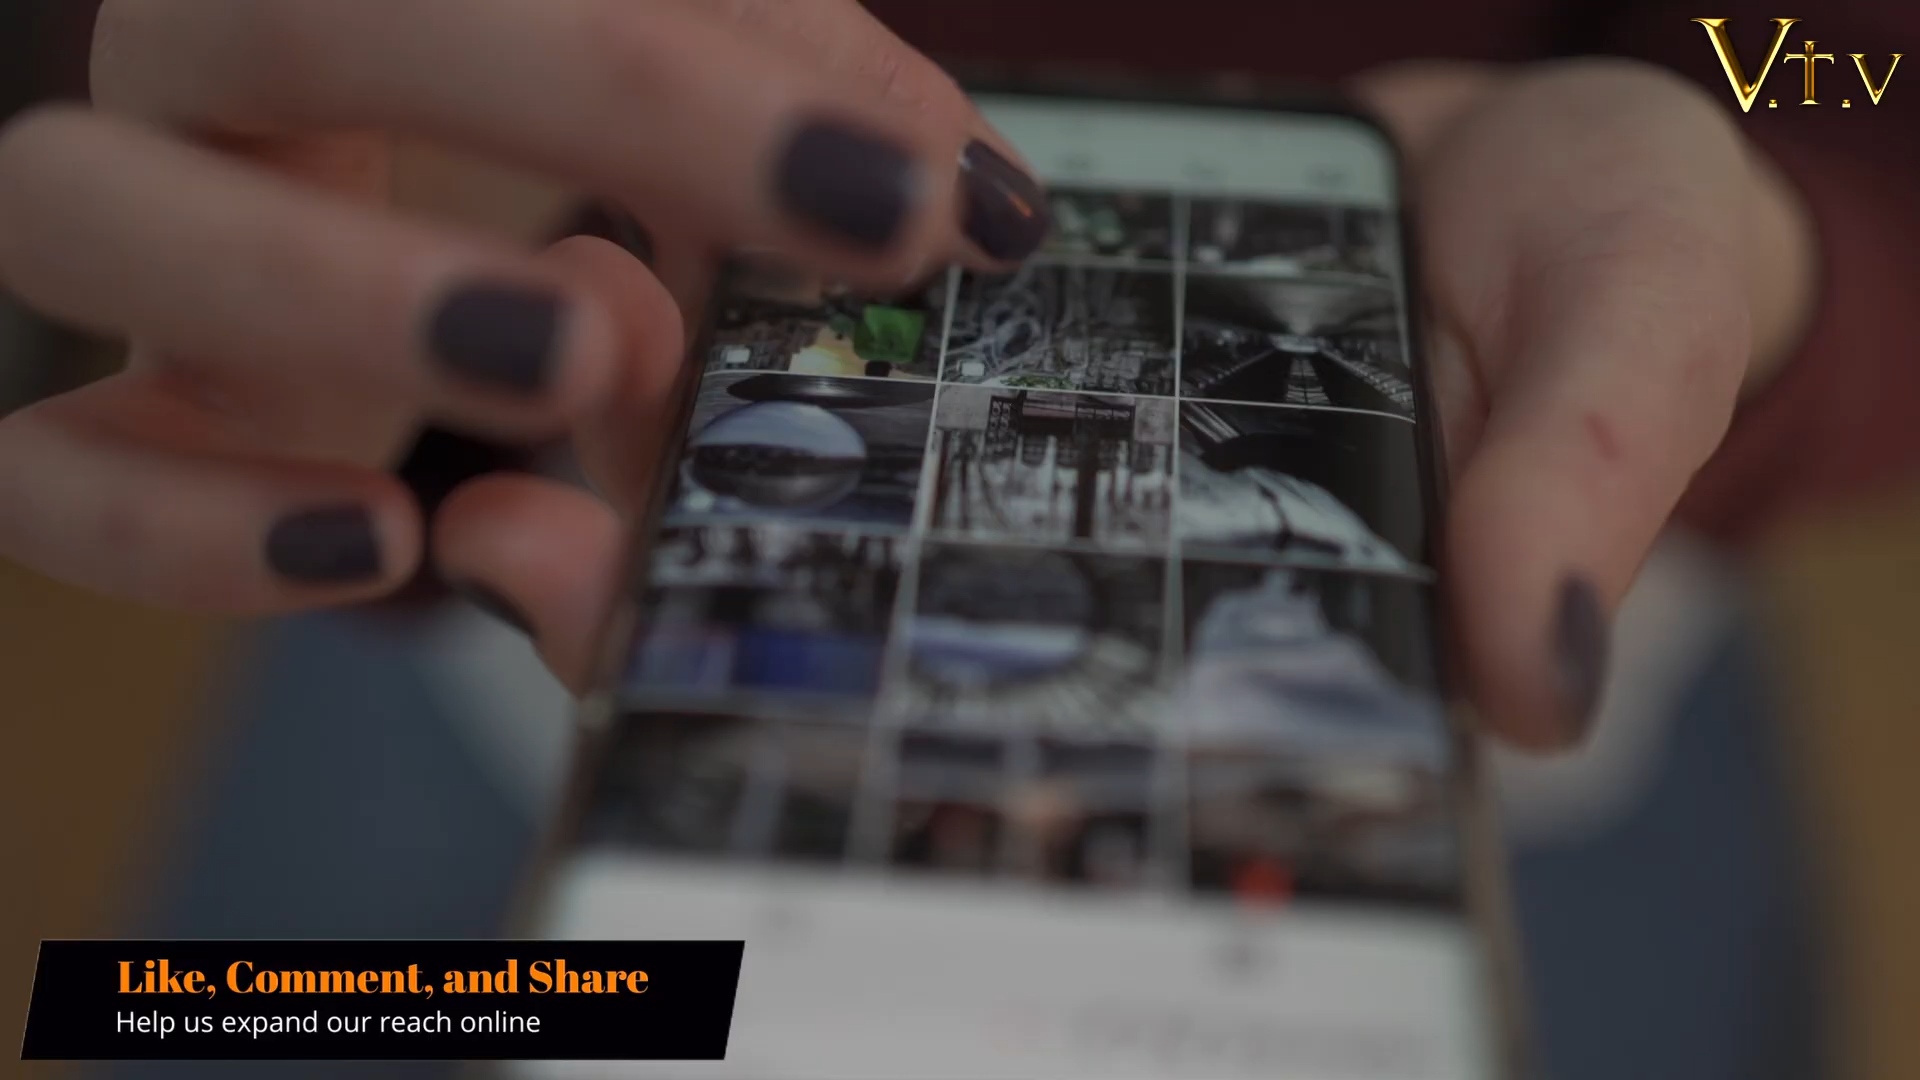 V.T.V
Like, Comment, and Share
Help us expand our reach online